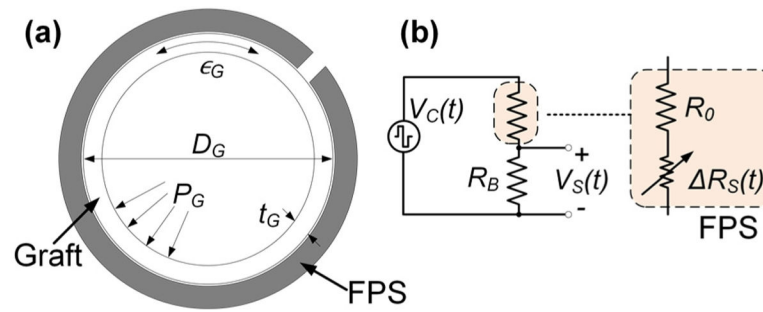 (a)
ϵG
DG
PG
tG
Graft
FPS
(b)
VC(t)
+
RB
VS(t)
-
R0
ΔRS(t)
FPS